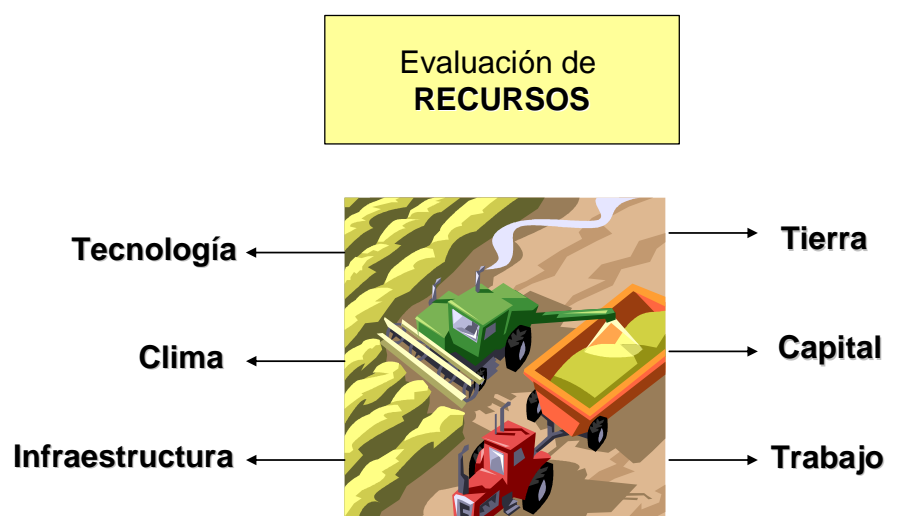 Evaluación de
RECURSOS
Tecnología
Tierra
Clima
Capital
Infraestructura
Trabajo